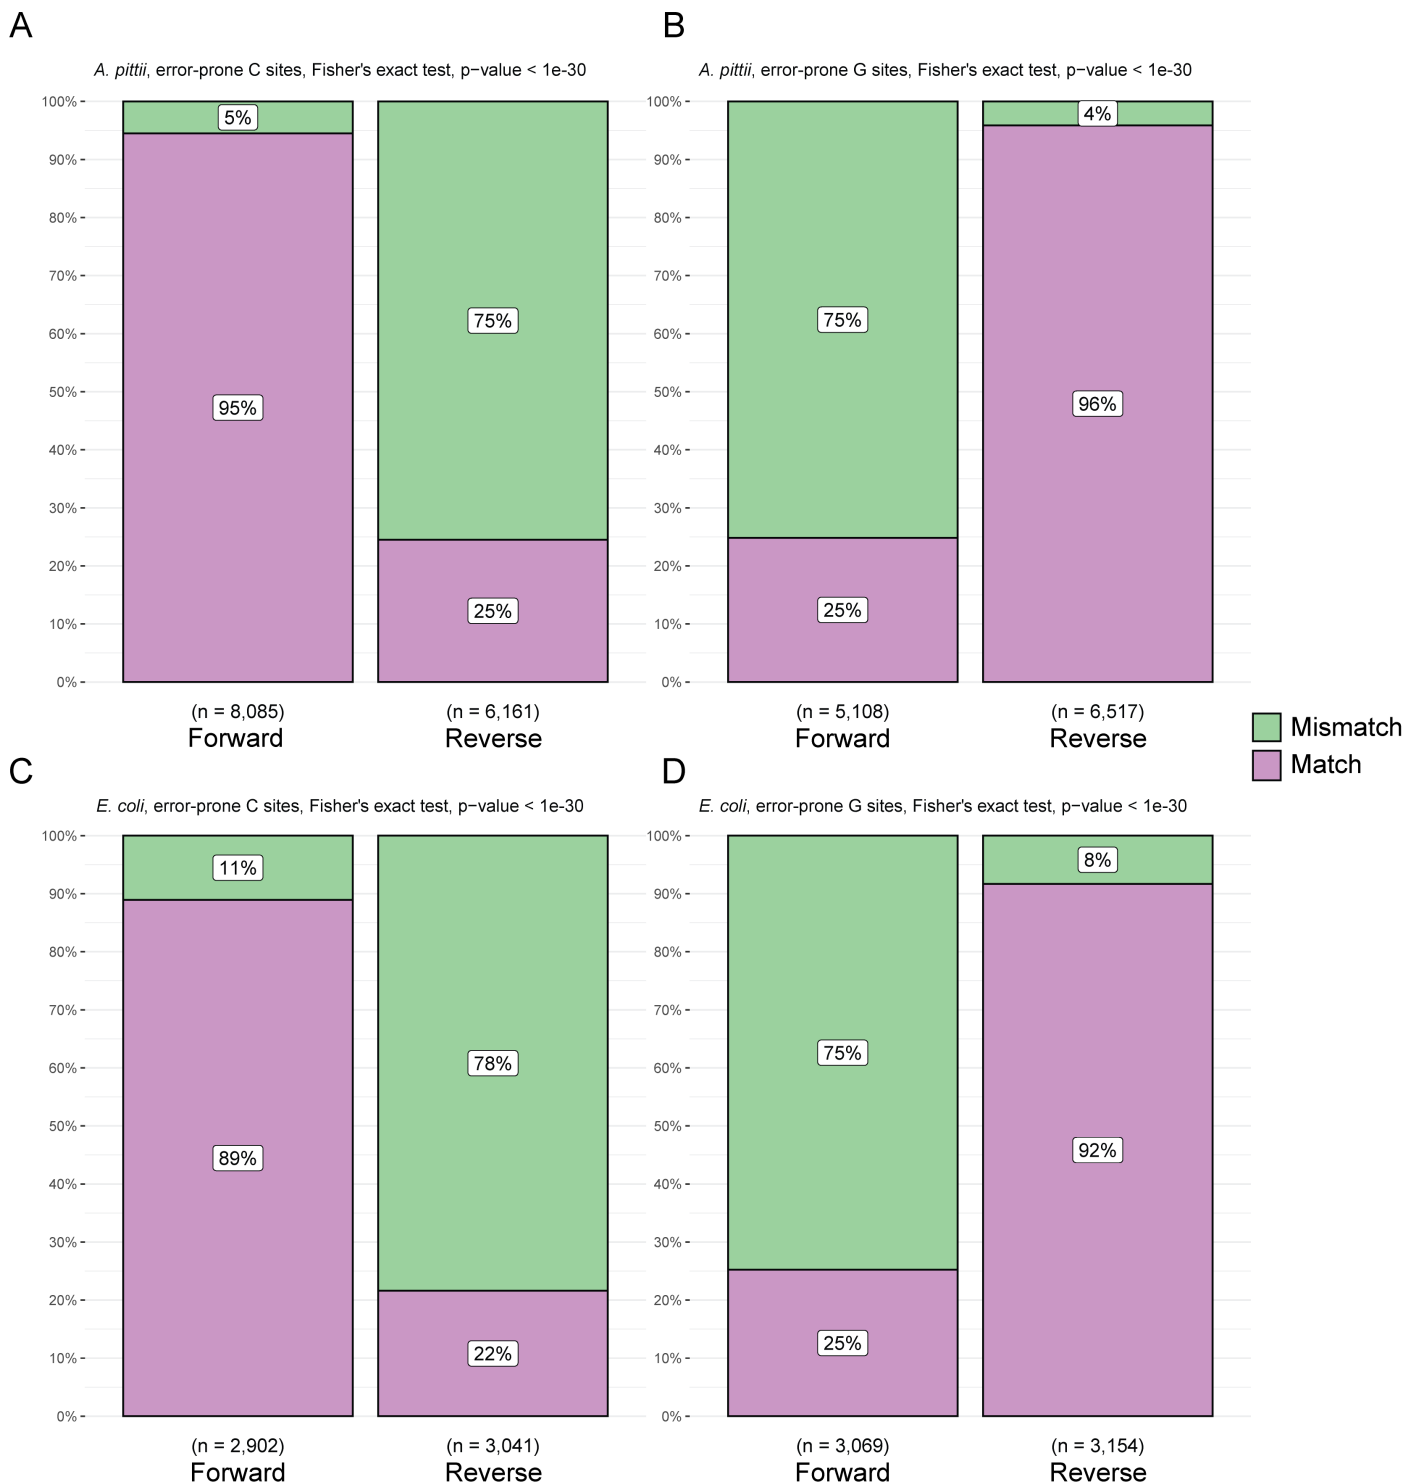 A
A. pittii, error-prone C sites, Fisher's exact test, p−value < 1e-30
100%
90%
80%
70%
60%
50%
40%
30%
20%
10%
0%
5%
95%
75%
25%
(n = 8,085)
Forward
(n = 6,161)
Reverse
B
A. pittii, error-prone G sites, Fisher's exact test, p−value < 1e-30
100%
90%
80%
70%
60%
50%
40%
30%
20%
10%
0%
75%
25%
4%
96%
(n = 5,108)
Forward
(n = 6,517)
Reverse
Mismatch
Match
C
E. coli, error-prone C sites, Fisher's exact test, p−value < 1e-30
100%
90%
80%
70%
60%
50%
40%
30%
20%
10%
0%
11%
89%
78%
22%
(n = 2,902)
Forward
(n = 3,041)
Reverse
D
E. coli, error-prone G sites, Fisher's exact test, p−value < 1e-30
100%
90%
80%
70%
60%
50%
40%
30%
20%
10%
0%
75%
25%
8%
92%
(n = 3,069)
Forward
(n = 3,154)
Reverse